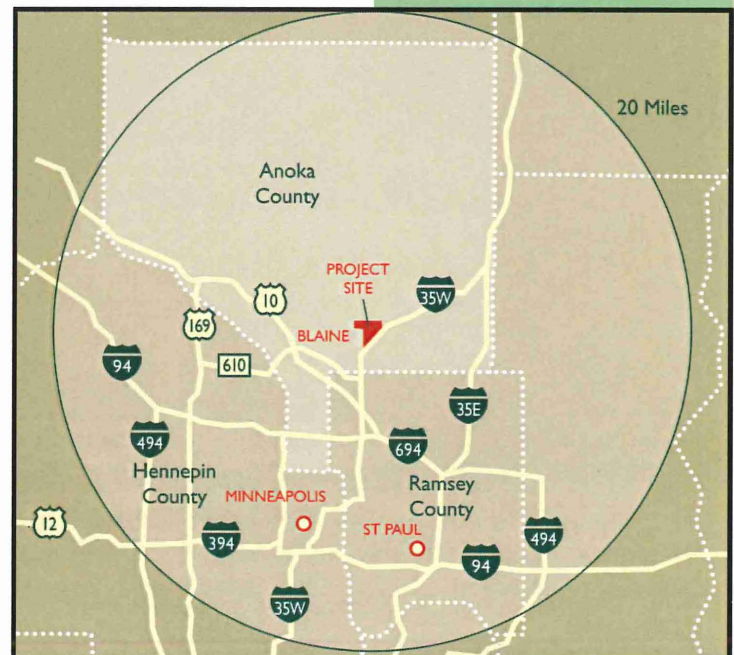 20 Miles
Anoka
County
PROJECT
SITE
35W
10
BLAINE
169
610
94
35E
494
694
Hennepin
County
MINNEAPOLIS
Ramsey
County
12
394
ST PAUL
494
94
35W